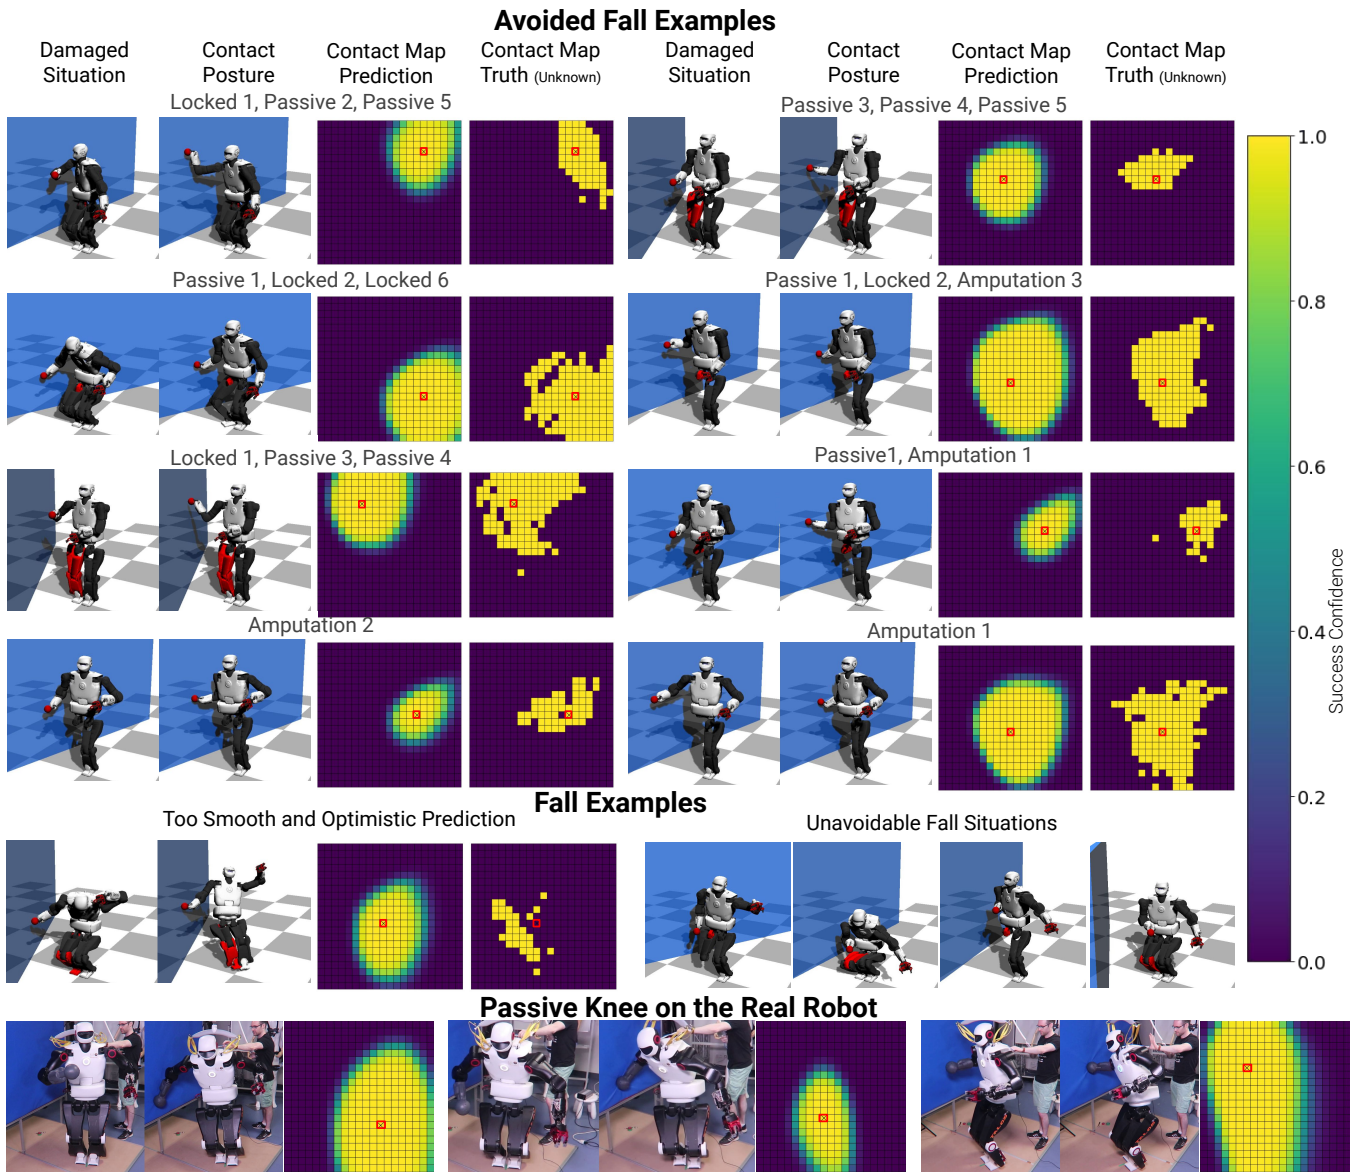 Avoided Fall Examples
Damaged Situation
Contact Posture
Contact Map Prediction
Contact Map Truth (Unknown)
Damaged Situation
Contact Posture
Contact Map Prediction
Contact Map Truth (Unknown)
Locked 1, Passive 2, Passive 5
Passive 3, Passive 4, Passive 5
Passive 1, Locked 2, Locked 6
Passive 1, Locked 2, Amputation 3
Locked 1, Passive 3, Passive 4
Passive1, Amputation 1
Amputation 2
Amputation 1
1.0
0.8
0.6
0.4
0.2
0.0
Success Confidence
Fall Examples
Too Smooth and Optimistic Prediction
Unavoidable Fall Situations
Passive Knee on the Real Robot